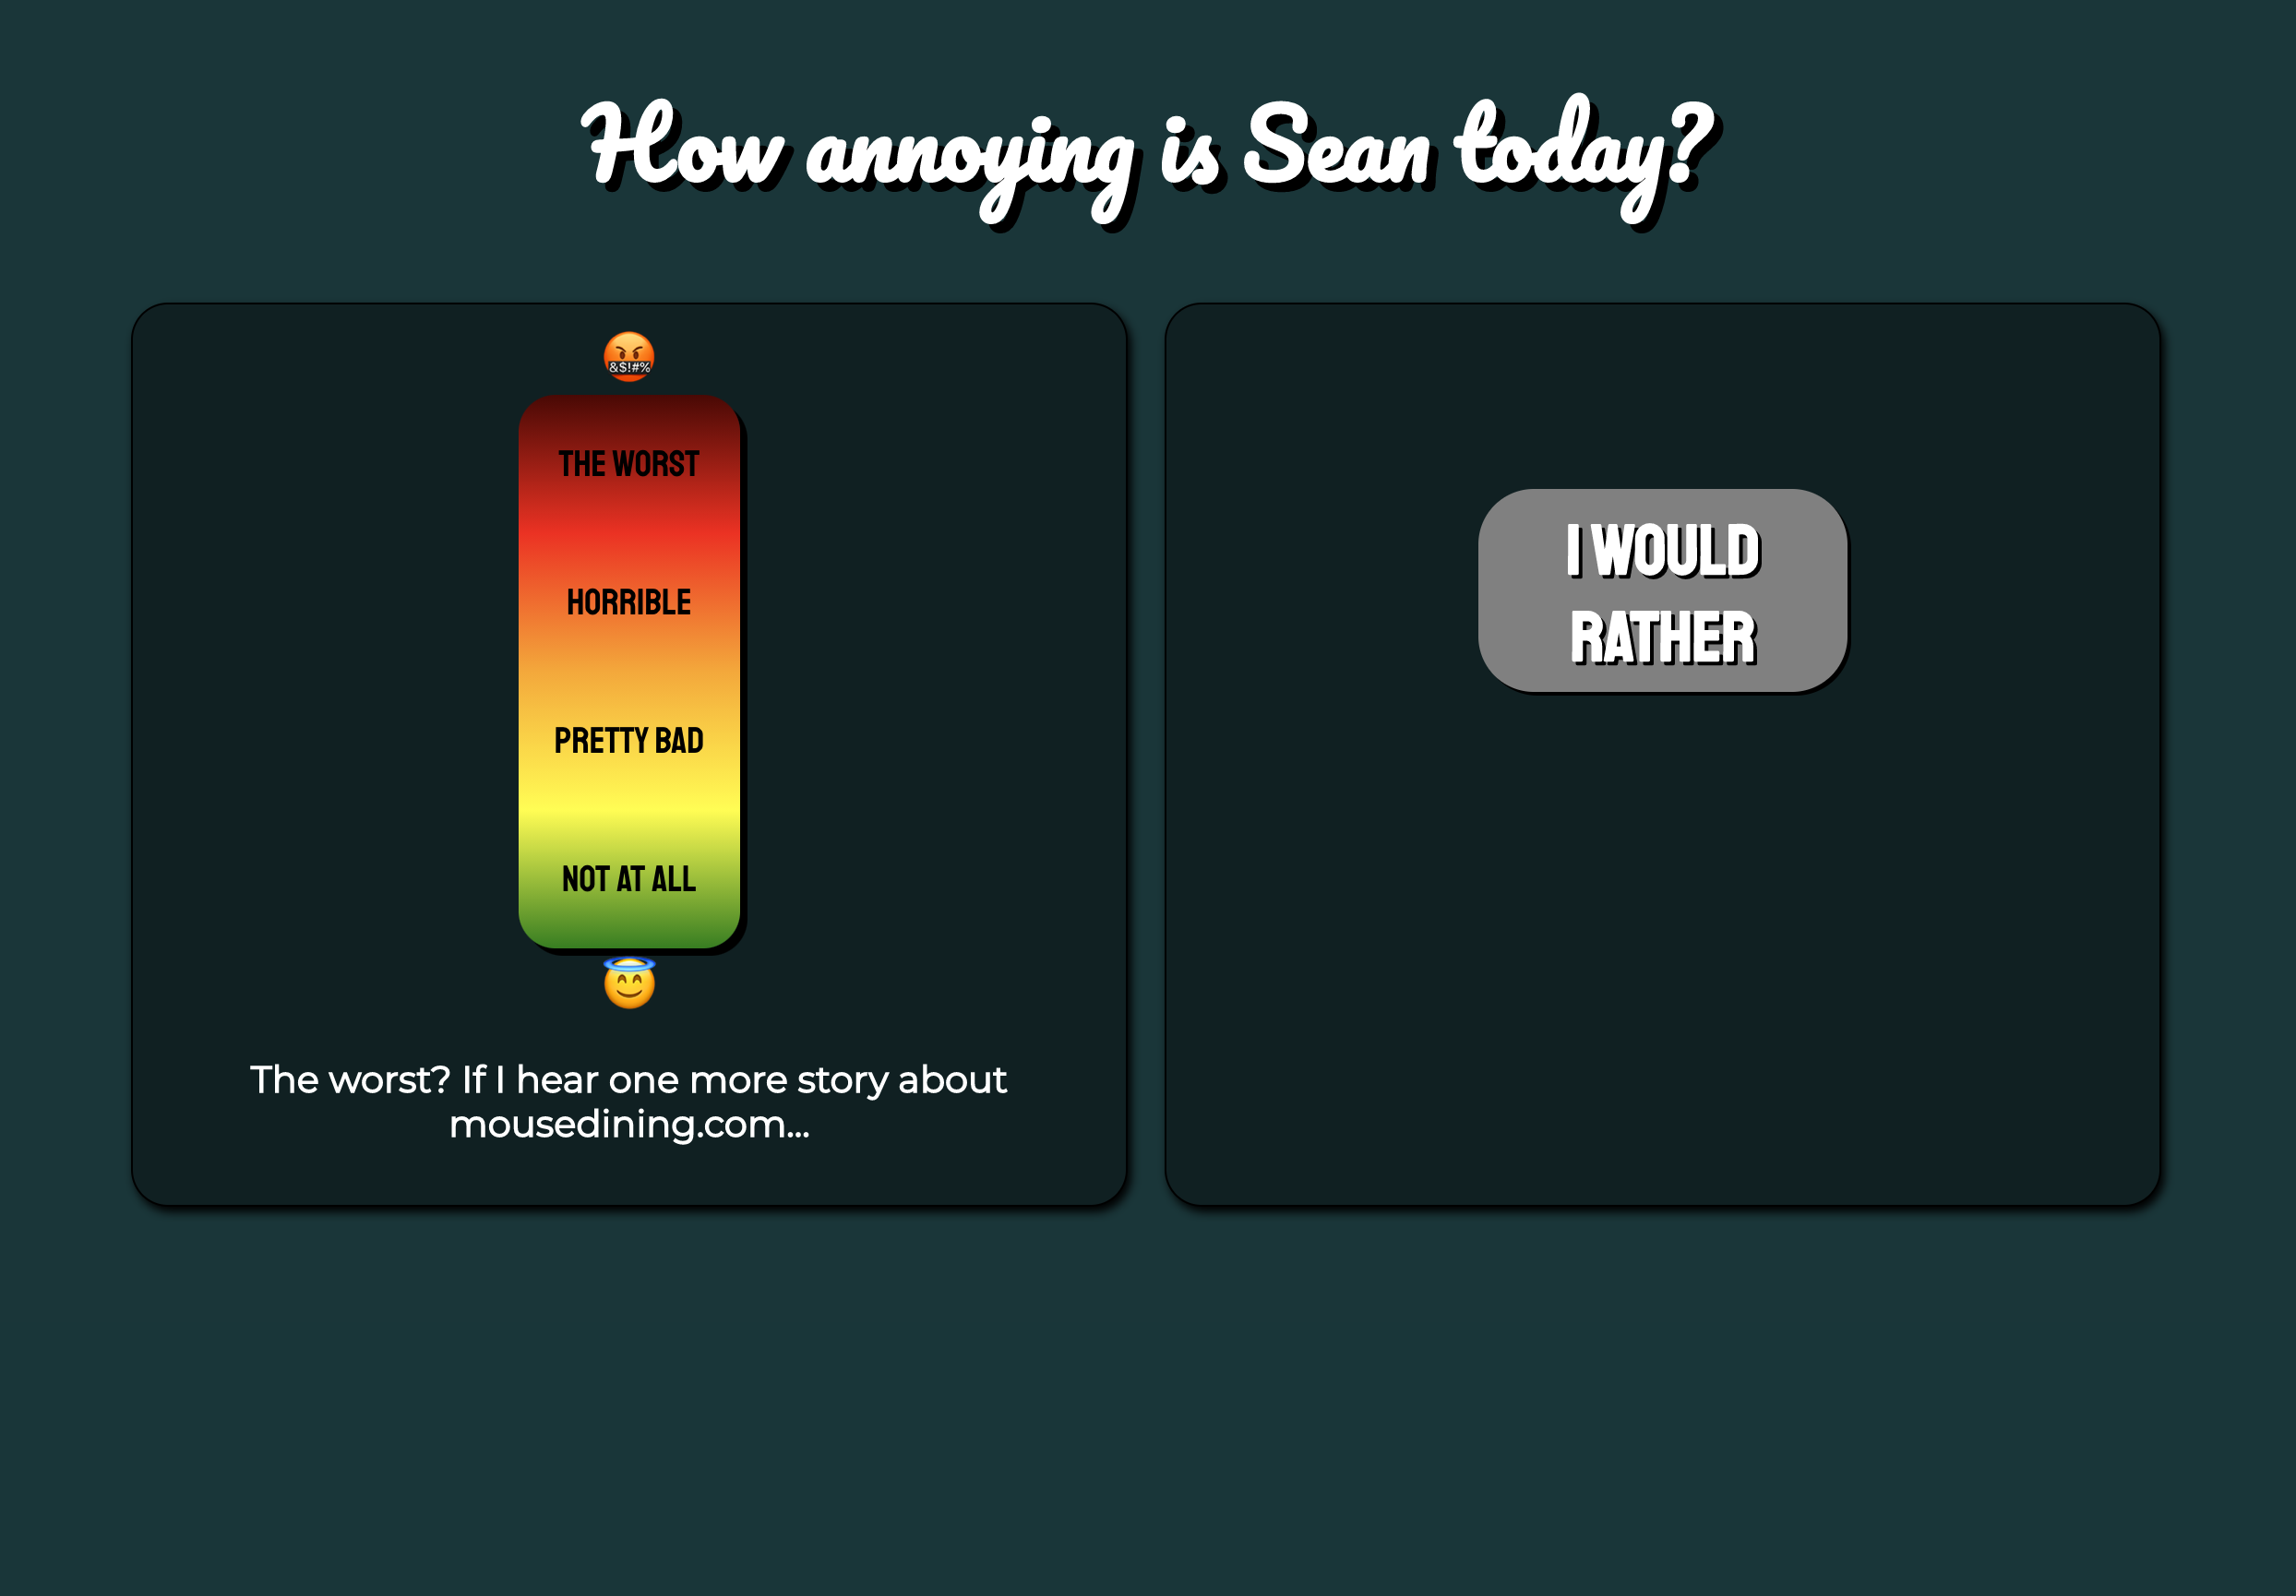 How annoying is Sean today?
&$!#%
THE WORST
HORRIBLE
PRETTY BAD
NOT AT ALL
The worst? If I hear one more story about
mousedining.com...
I WOULD
RATHER